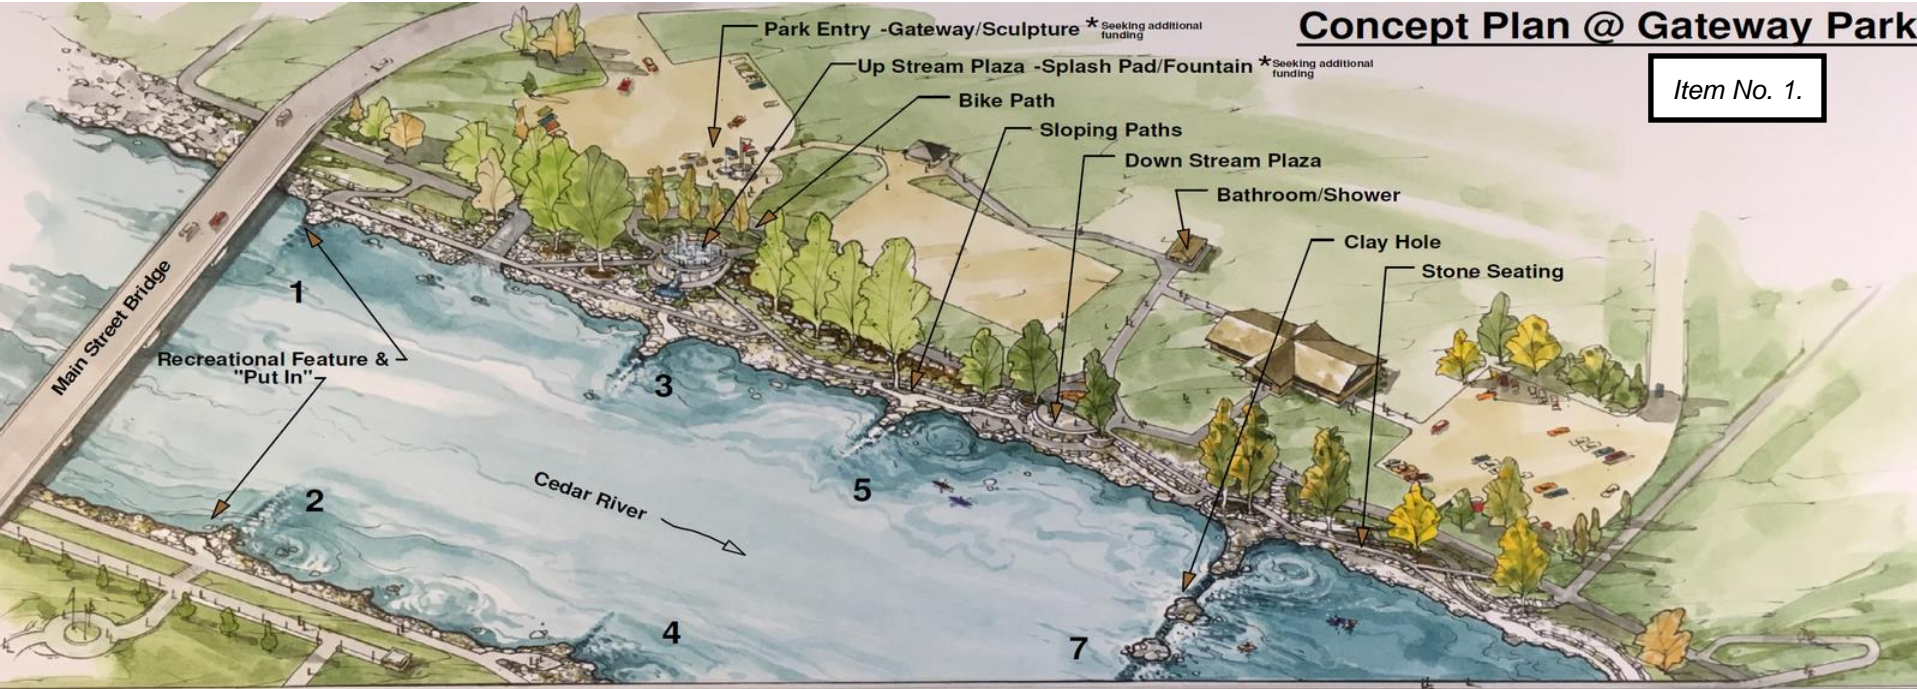 Concept Plan @ Gateway Park
Item No. 1.
Park Entry -Gateway/Sculpture *Seeking additional
funding
Up Stream Plaza -Splash Pad/Fountain *Seeking additional
funding
Bike Path
Sloping Paths
Down Stream Plaza
Bathroom/Shower
Clay Hole
Stone Seating
Main Street Bridge
1
Recreational Feature &
"Put In"
3
2
5
Cedar River
4
7